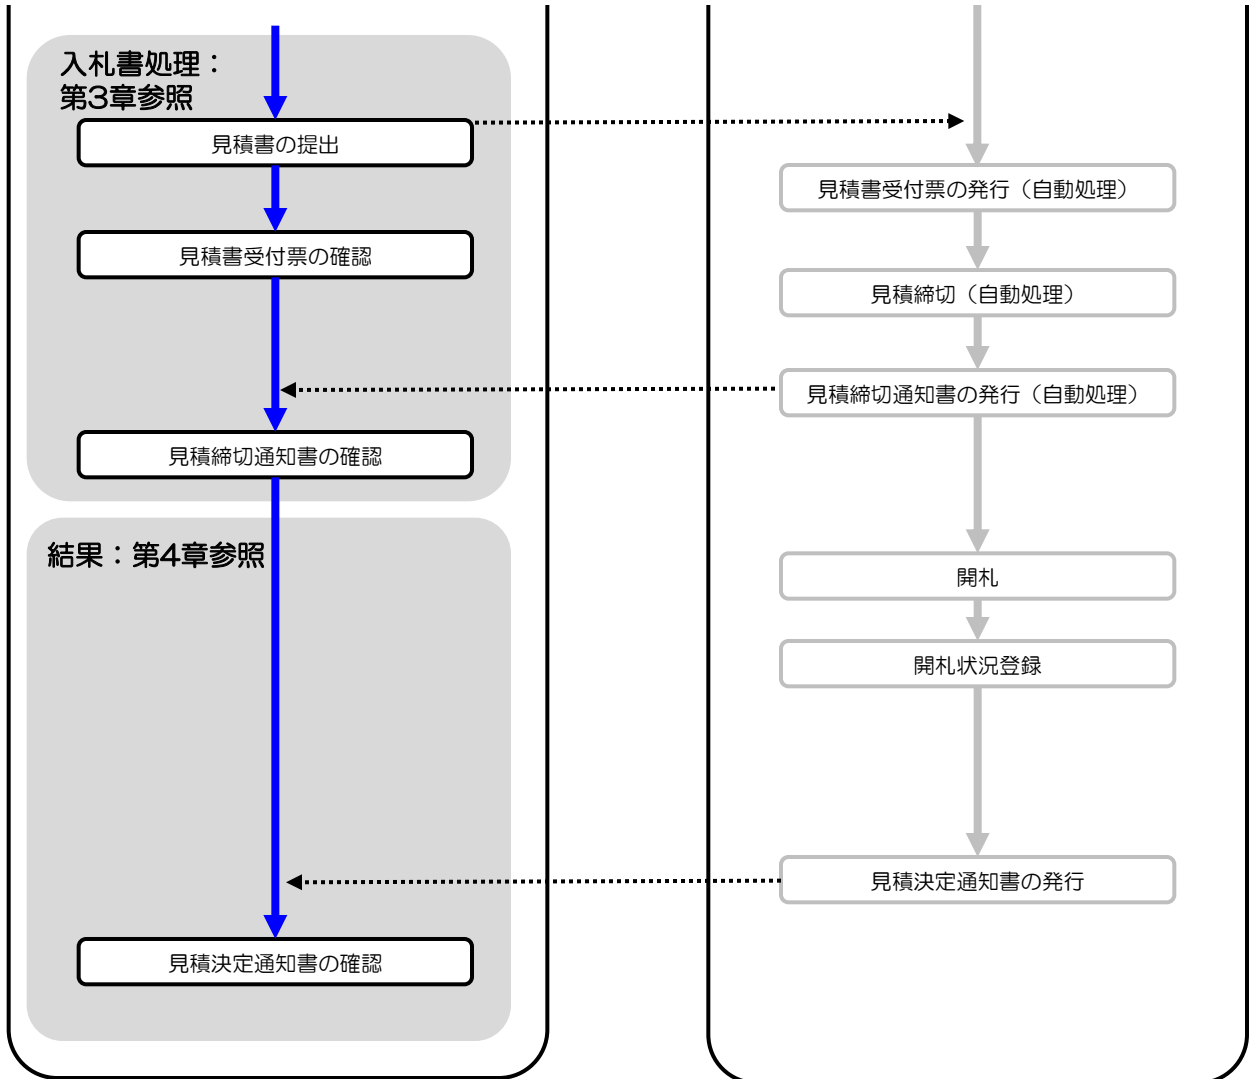 入札書処理：
第3章参照
見積書の提出
見積書受付票の確認
見積締切通知書の確認
結果：第4章参照
見積決定通知書の確認
見積書受付票の発行（自動処理）
見積締切（自動処理）
見積締切通知書の発行（自動処理）
開札
開札状況登録
見積決定通知書の発行